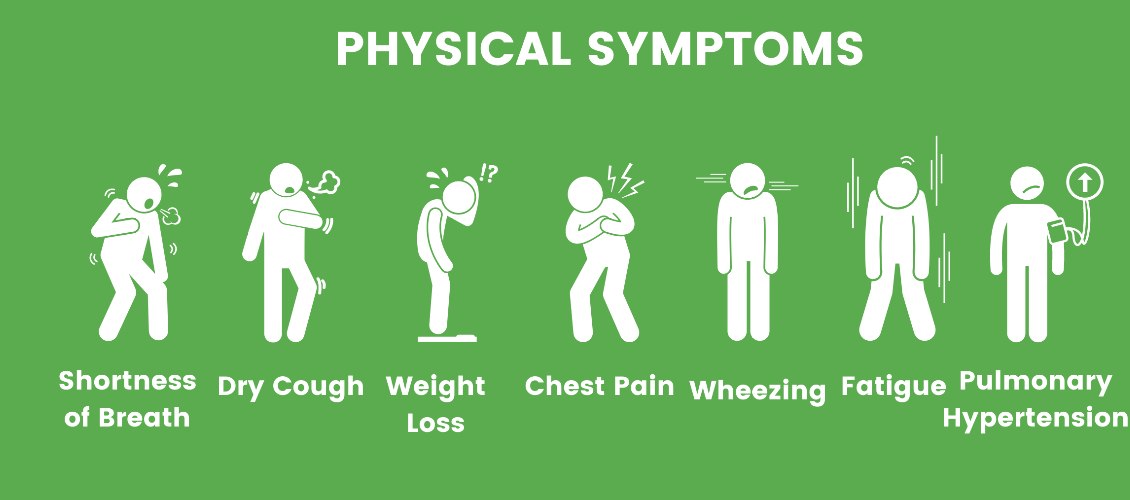 PHYSICAL SYMPTOMS
!?
Shortness
of Breath
Dry Cough
Weight
Loss
Chest Pain
Wheezing
Fatigue
Pulmonary
Hypertension